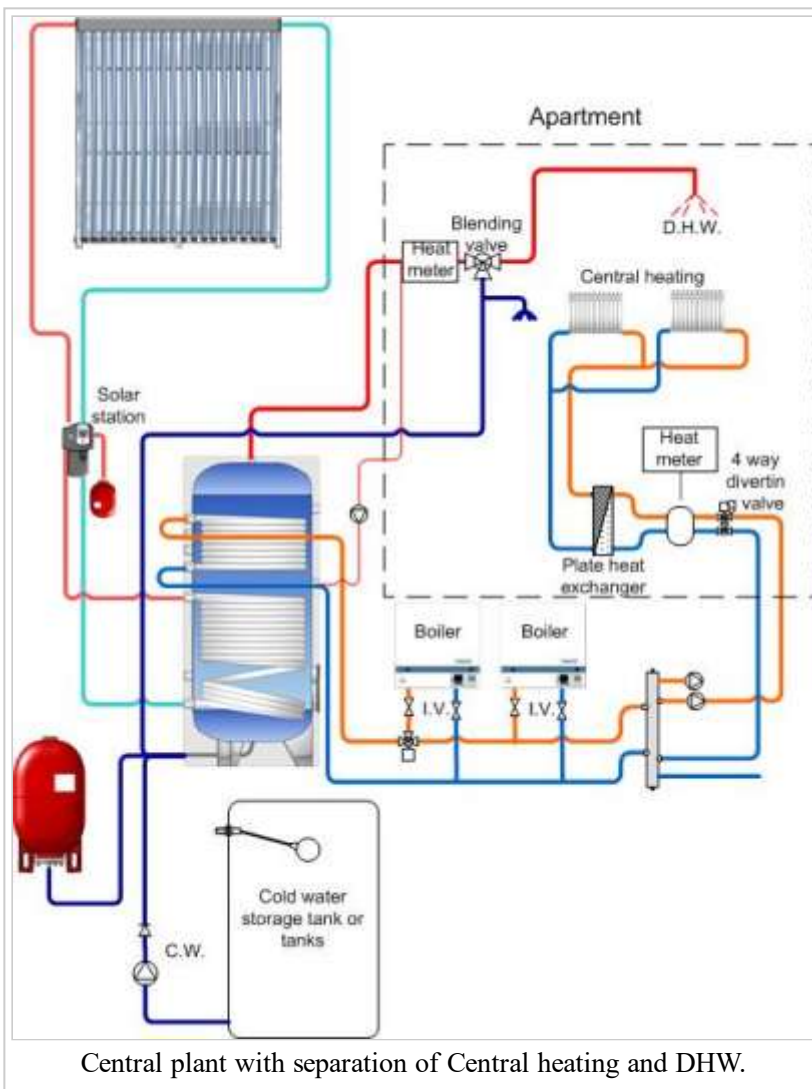 Apartment
Blending
valve
D.H.W.
Heat
meter
Central heating
Solar
station
Heat
meter
4 way
divertin
g valve
Plate heat
exchanger
Boiler
Boiler
I.V.
I.V.
Cold water
storage tank or
tanks
C.W.
Central plant with separation of Central heating and DHW.